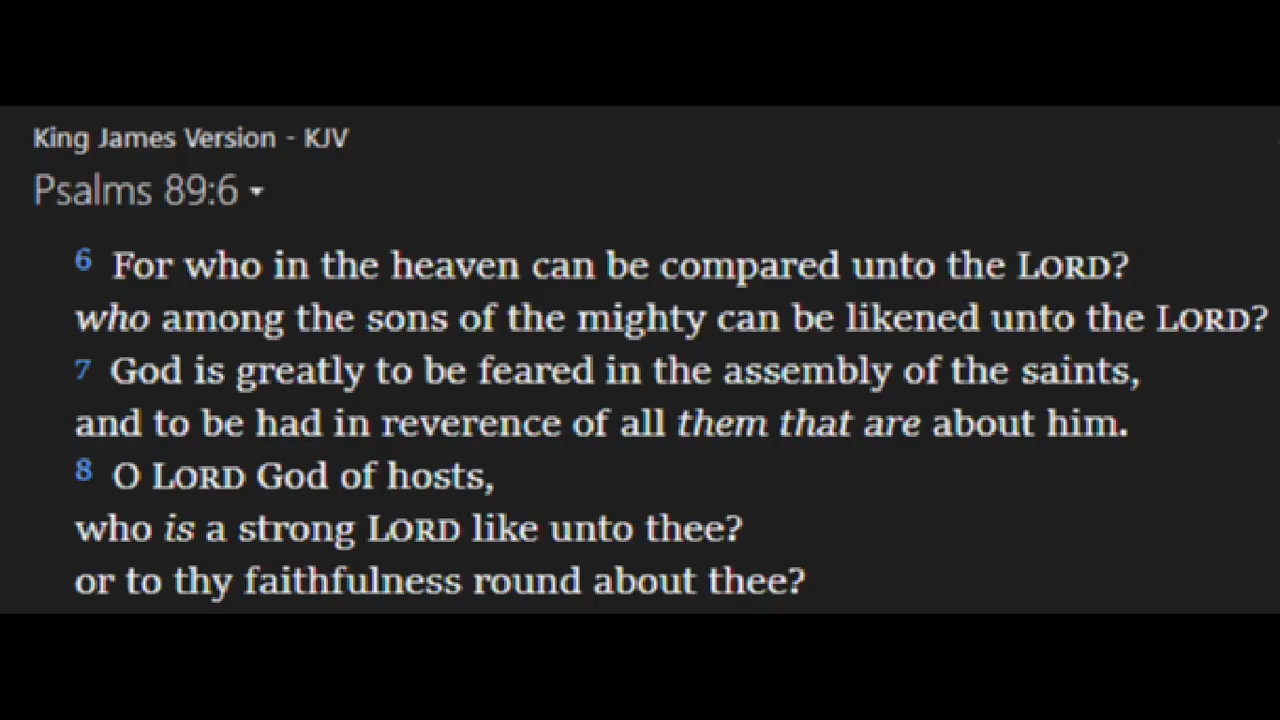 King James Version - KJV
Psalms 89:6
6 For who in the heaven can be compared unto the LORD?
who among the sons of the mighty can be likened unto the LORD?
7 God is greatly to be feared in the assembly of the saints,
and to be had in reverence of all them that are about him.
8 O LORD God of hosts,
who is a strong LORD like unto thee?
or to thy faithfulness round about thee?